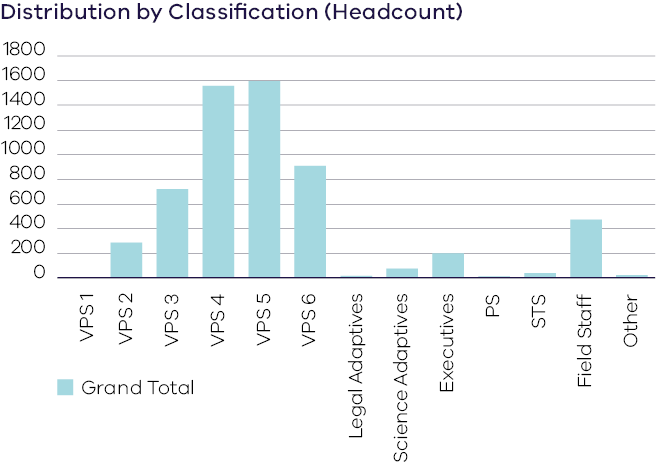 Distribution by Classification (Headcount)
1800
1600
1400
1200
1000
800
600
400
200
0
VPS 1
VPS 2
VPS 3
VPS 4
VPS 5
VPS 6
Legal Adaptives
Science Adaptives
Executives
PS
STS
Field Staff
Other
Grand Total